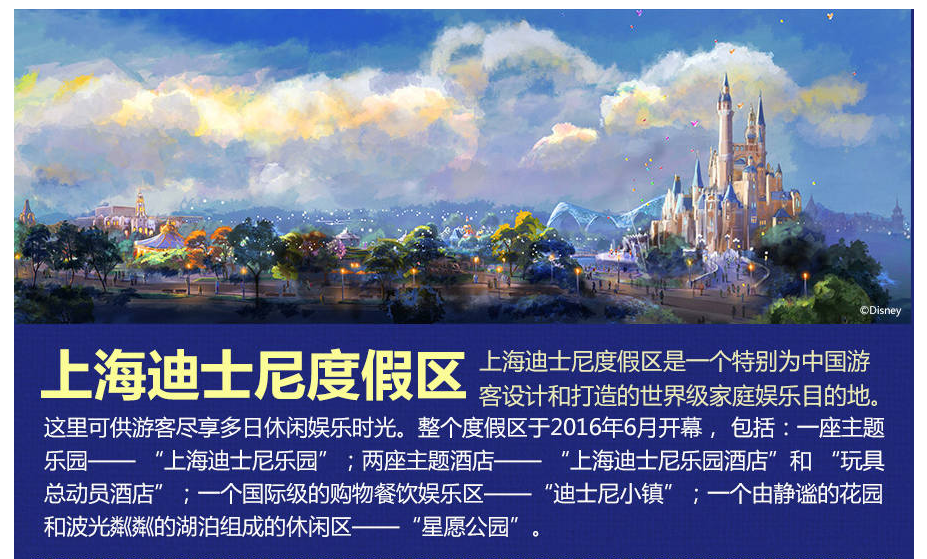 ©Disney
上海迪士尼度假区
上海迪士尼度假区是一个特别为中国游
客设计和打造的世界级家庭娱乐目的地。
这里可供游客尽享多日休闲娱乐时光。整个度假区于2016年6月开幕，包括：一座主题
乐园—— “上海迪士尼乐园”；两座主题酒店—— “上海迪士尼乐园酒店”和 “玩具
总动员酒店”；一个国际级的购物餐饮娱乐区——“迪士尼小镇”；一个由静谧的花园
和波光粼粼的湖泊组成的休闲区——“星愿公园”。